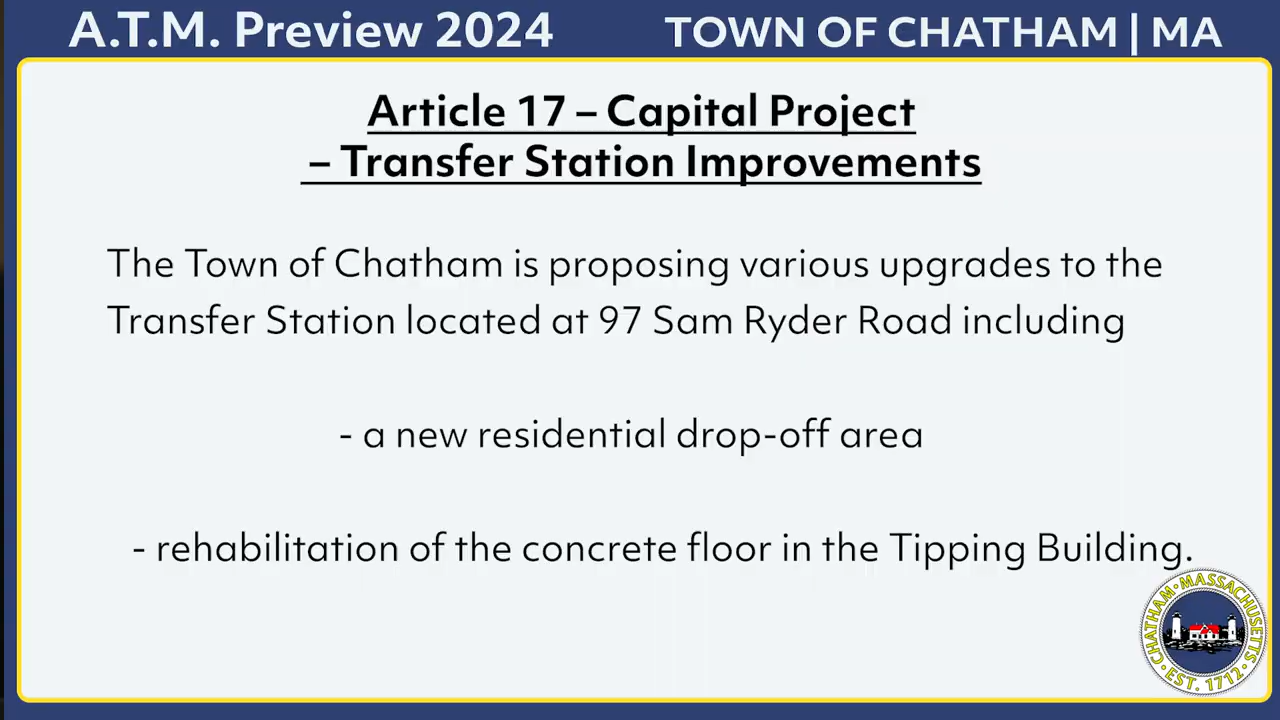 A.T.M. Preview 2024
TOWN OF CHATHAM | MA
Article 17 – Capital Project
– Transfer Station Improvements
The Town of Chatham is proposing various upgrades to the
Transfer Station located at 97 Sam Ryder Road including
- a new residential drop-off area
- rehabilitation of the concrete floor in the Tipping Building.
CHATHAM · MASSACHUSETTS
· EST. 1712 ·